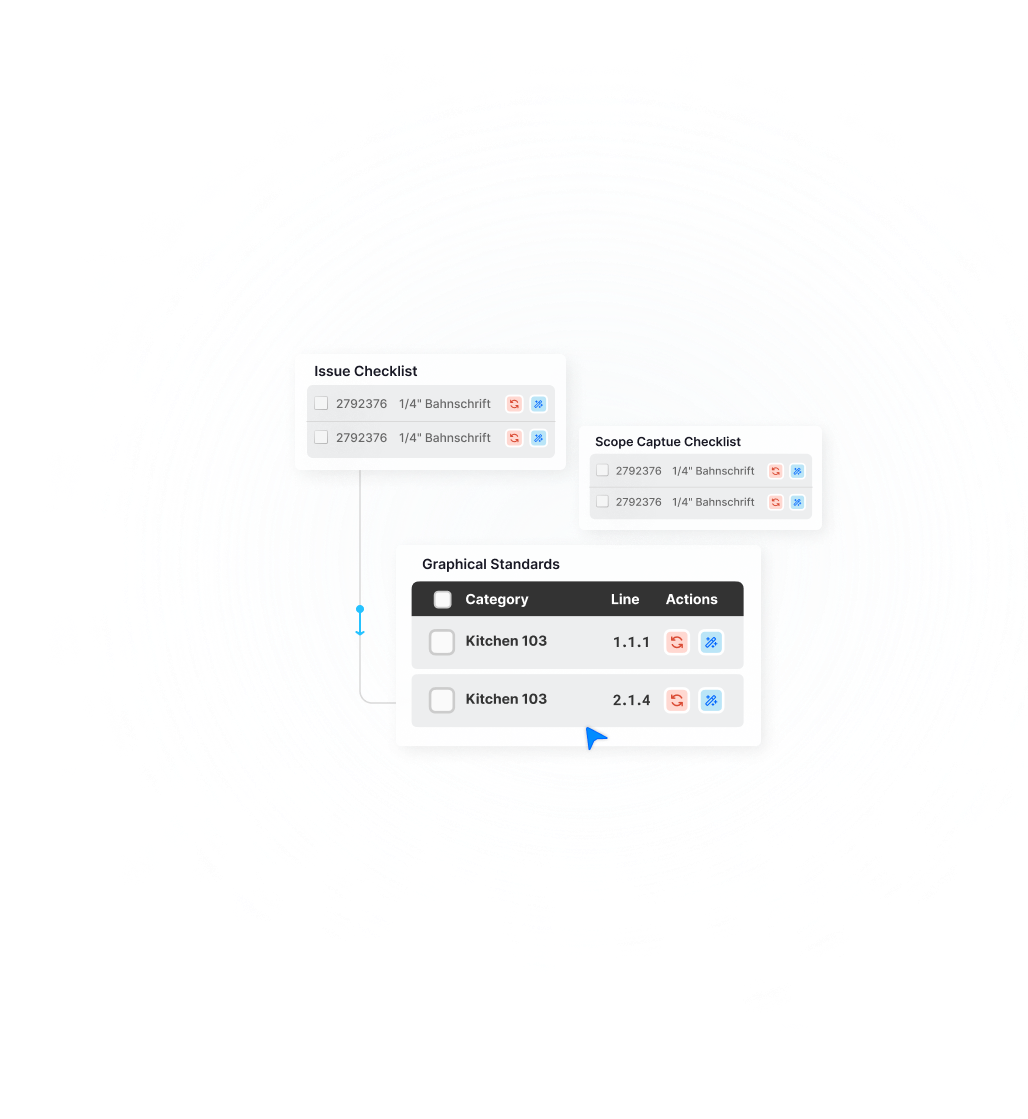 Issue Checklist
2792376 1/4" Bahnschrift
2792376 1/4" Bahnschrift
Scope Captue Checklist
2792376 1/4" Bahnschrift
2792376 1/4" Bahnschrift
Graphical Standards
Category Line Actions
Kitchen 103 1.1.1
Kitchen 103 2.1.4